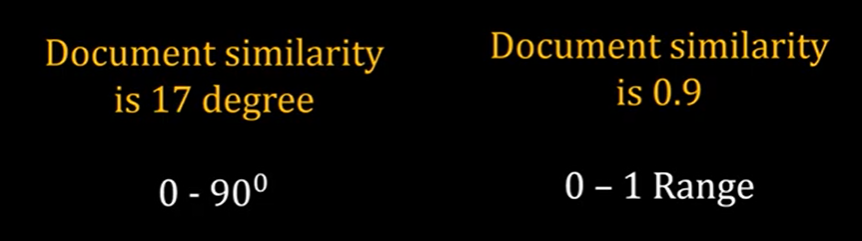 Document similarity
is 17 degree
0 - 90⁰
Document similarity
is 0.9
0 – 1 Range